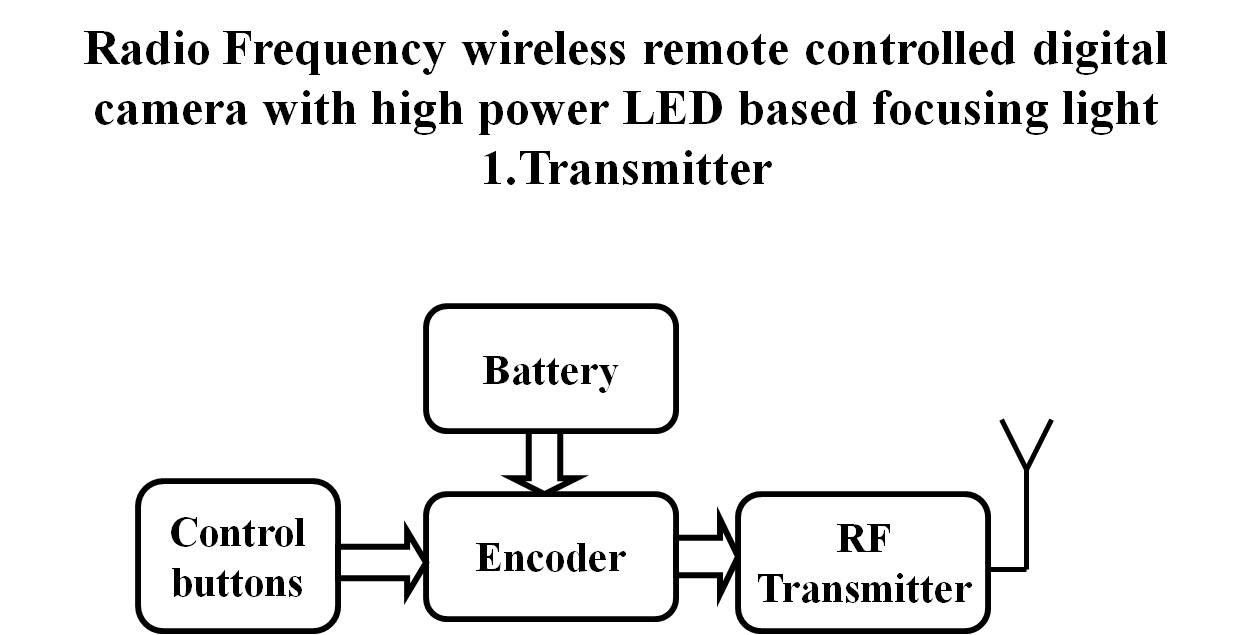 Radio Frequency wireless remote controlled digital
camera with high power LED based focusing light
1.Transmitter
Battery
Control
buttons
Encoder
RF
Transmitter